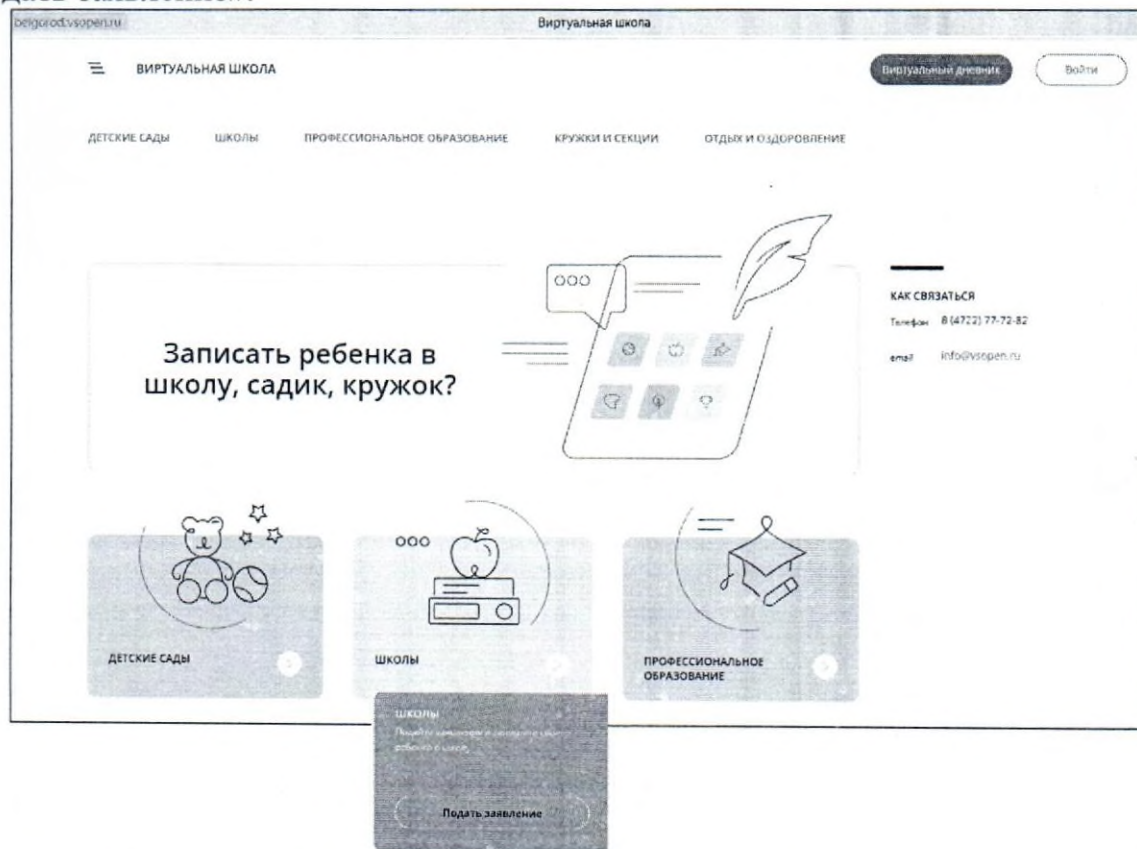 belgorod.vsopen.ru Виртуальная школа
ВИРТУАЛЬНАЯ ШКОЛА Виртуальный дневник Войти
ДЕТСКИЕ САДЫ ШКОЛЫ ПРОФЕССИОНАЛЬНОЕ ОБРАЗОВАНИЕ КРУЖКИ И СЕКЦИИ ОТДЫХ И ОЗДОРОВЛЕНИЕ
Записать ребенка в
школу, садик, кружок?
КАК СВЯЗАТЬСЯ
Телефон 8 (4722) 77-72-82
email info@vsopen.ru
ДЕТСКИЕ САДЫ
ШКОЛЫ
ПРОФЕССИОНАЛЬНОЕ
ОБРАЗОВАНИЕ
ШКОЛЫ
ребенка в школу
Подать заявление